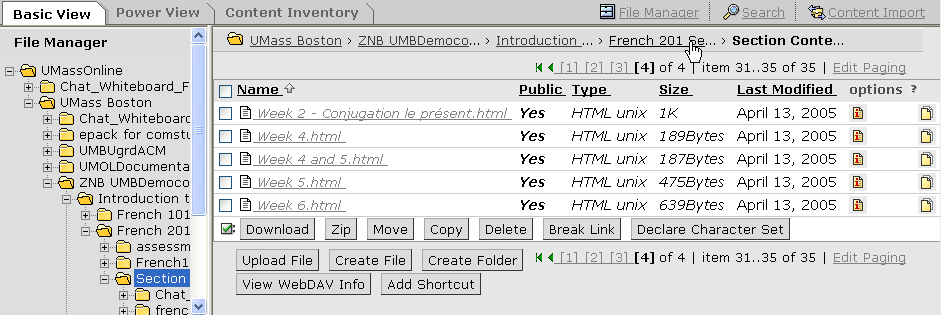 Basic View Power View Content Inventory File Manager Search Content Import
File Manager
UMassOnline
Chat_Whiteboard_F
UMass Boston
Chat_Whiteboard
epack for comstu
UMBUgrdACM
UMOLDocumenta
ZNB UMBDemoco
Introduction t
French 101
French 201
assessm
French1
Section
Chat_
frenc
UMass Boston > ZNB UMBDemoco... > Introduction ... > French 201 Se... > Section Conte...
[1] [2] [3] [4] of 4 | item 31..35 of 35 | Edit Paging
Name Public Type Size Last Modified options ?
Week 2 - Conjugation le présent.html Yes HTML unix 1K April 13, 2005
Week 4.html Yes HTML unix 189Bytes April 13, 2005
Week 4 and 5.html Yes HTML unix 187Bytes April 13, 2005
Week 5.html Yes HTML unix 475Bytes April 13, 2005
Week 6.html Yes HTML unix 639Bytes April 13, 2005
Download Zip Move Copy Delete Break Link Declare Character Set
Upload File Create File Create Folder [1] [2] [3] [4] of 4 | item 31..35 of 35 | Edit Paging
View WebDAV Info Add Shortcut